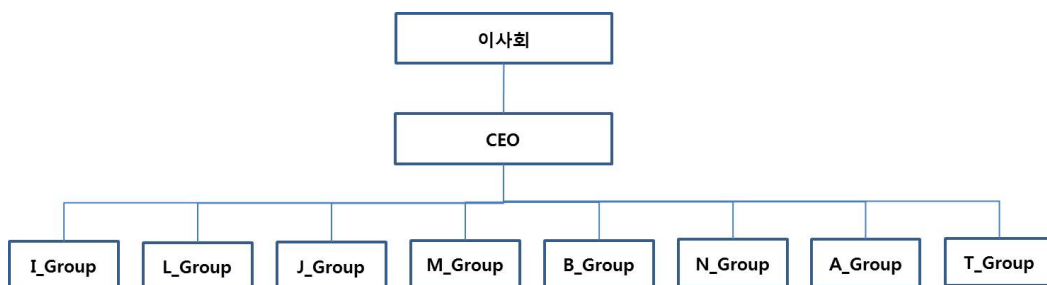 이사회
CEO
I_Group
L_Group
J_Group
M_Group
B_Group
N_Group
A_Group
T_Group